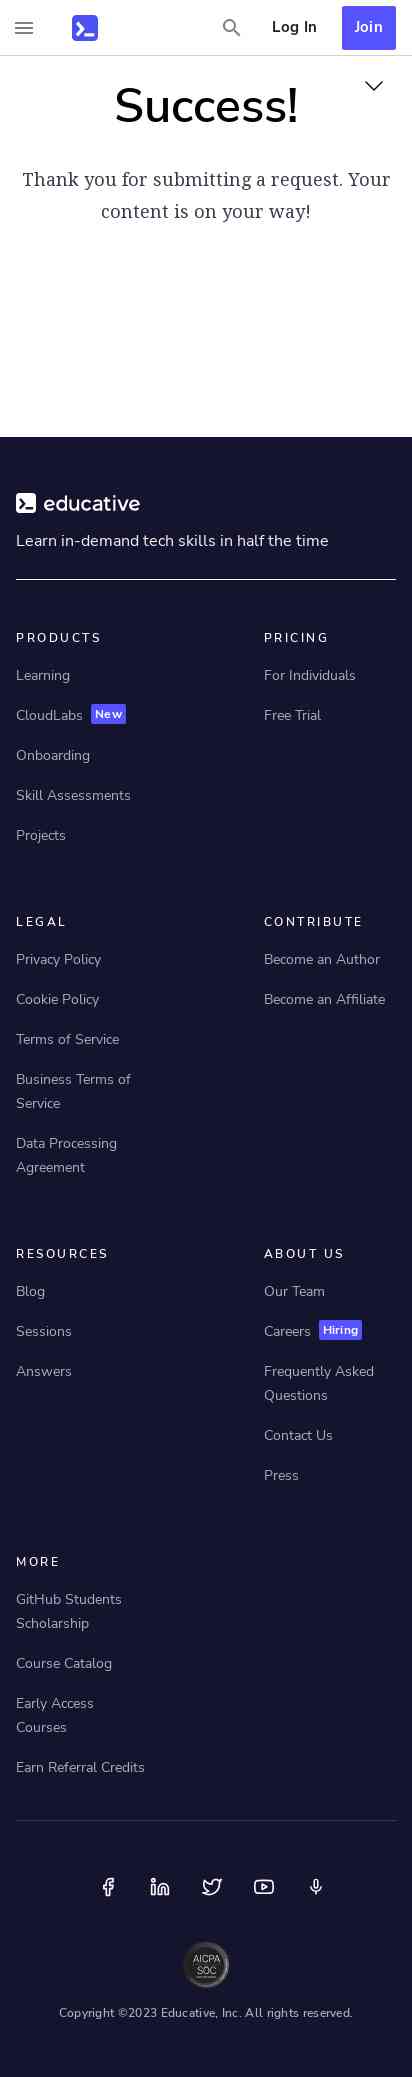 Log In
Join
Success!
Thank you for submitting a request. Your
content is on your way!
educative
Learn in-demand tech skills in half the time
PRODUCTS
Learning
CloudLabs New
Onboarding
Skill Assessments
Projects
PRICING
For Individuals
Free Trial
LEGAL
Privacy Policy
Cookie Policy
Terms of Service
Business Terms of
Service
Data Processing
Agreement
CONTRIBUTE
Become an Author
Become an Affiliate
RESOURCES
Blog
Sessions
Answers
ABOUT US
Our Team
Careers Hiring
Frequently Asked
Questions
Contact Us
Press
MORE
GitHub Students
Scholarship
Course Catalog
Early Access
Courses
Earn Referral Credits
AICPA
SOC
Copyright ©2023 Educative, Inc. All rights reserved.